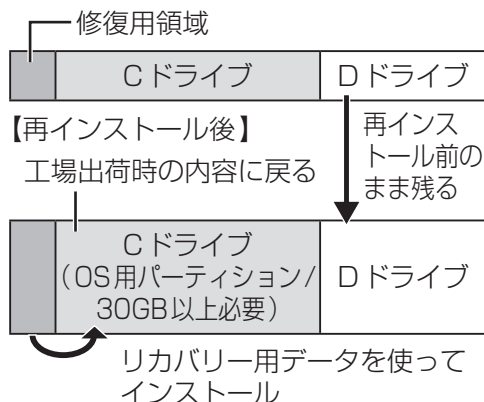 修復用領域
Cドライブ
Dドライブ
【再インストール後】
工場出荷時の内容に戻る
再インス
トール前の
まま残る
Cドライブ
(OS用パーティション/
30GB以上必要)
Dドライブ
リカバリー用データを使って
インストール